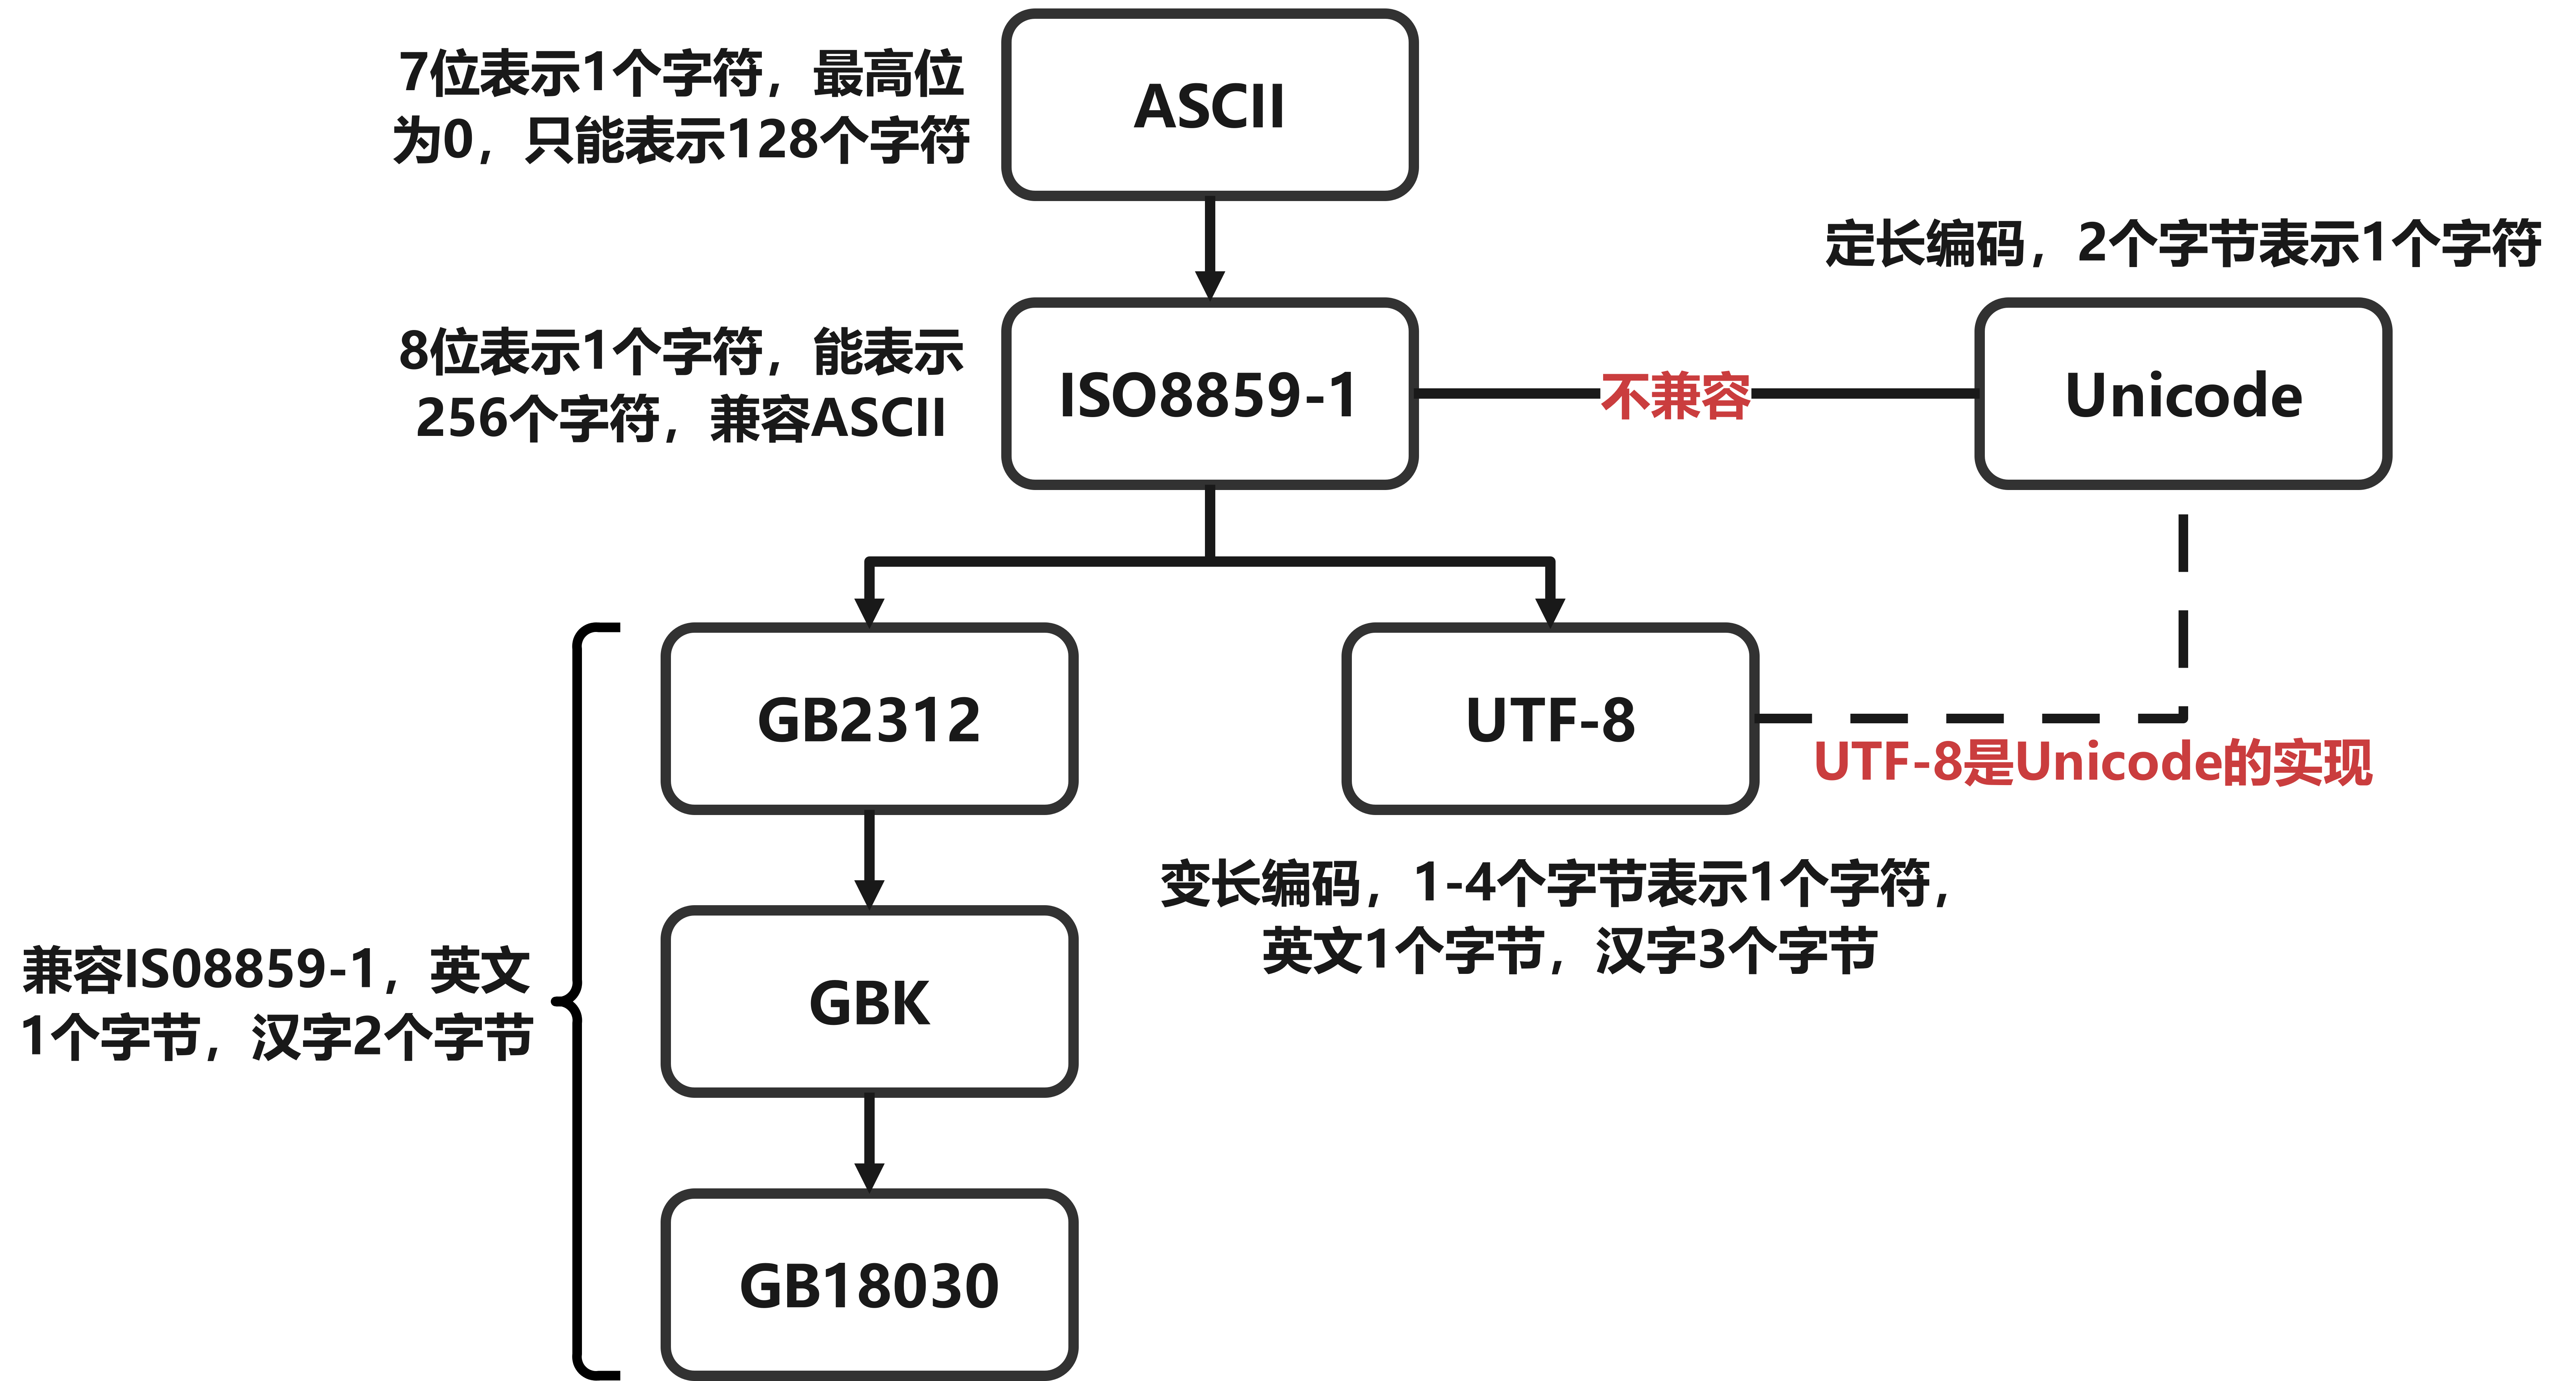 7位表示1个字符，最高位
为0，只能表示128个字符
ASCII
定长编码，2个字节表示1个字符
8位表示1个字符，能表示
256个字符，兼容ASCII
ISO8859-1
不兼容
Unicode
GB2312
UTF-8
UTF-8是Unicode的实现
变长编码，1-4个字节表示1个字符，
英文1个字节，汉字3个字节
兼容IS08859-1，英文
1个字节，汉字2个字节
GBK
GB18030